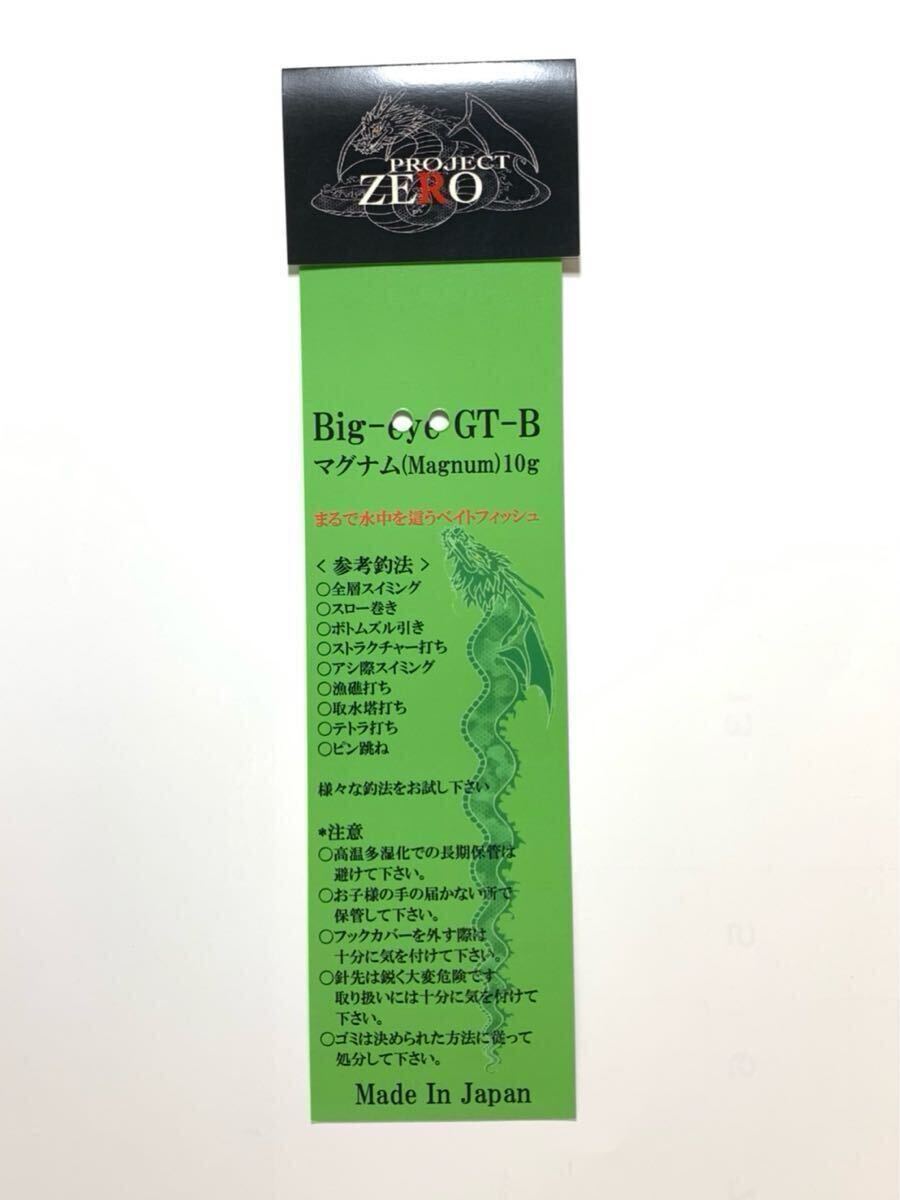 PROJECT
ZERO
Big-eye GT-B
マグナム(Magnum)10g
まるで水中を這うベイトフィッシュ
< 参考釣法 >
○全層スイミング
○スロー巻き
○ボトムズル引き
○ストラクチャー打ち
○アシ際スイミング
○漁礁打ち
○取水塔打ち
○テトラ打ち
○ピン跳ね
様々な釣法をお試し下さい
*注意
○高温多湿化での長期保管は
避けて下さい。
○お子様の手の届かない所で
保管して下さい。
○フックカバーを外す際は
十分に気を付けて下さい。
○針先は鋭く大変危険です
取り扱いには十分に気を付けて
下さい。
○ゴミは決められた方法に従って
処分して下さい。
Made In Japan